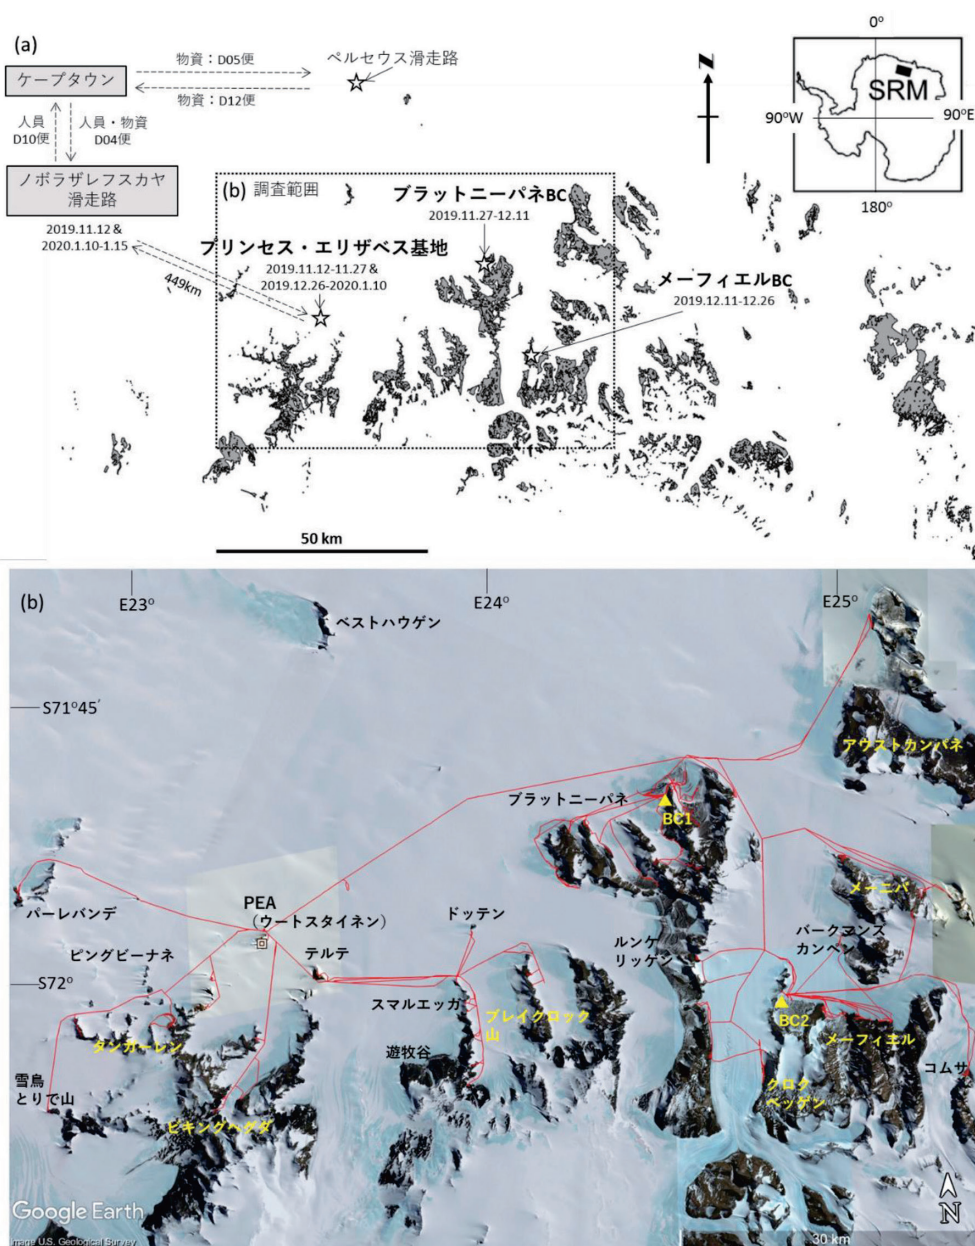 (a)
物資：D05便
ケープタウン
物資：D12便
ペルセウス滑走路
人員
D10便
人員・物資
D04便
ノボラザレフスカヤ
滑走路
2019.11.12 &
2020.1.10-1.15
449km
N
0°
SRM
90°W
90°E
180°
(b) 調査範囲
ブラットニーパネBC
2019.11.27-12.11
プリンセス・エリザベス基地
2019.11.12-11.27 &
2019.12.26-2020.1.10
メーフィエルBC
2019.12.11-12.26
50 km
(b)
E23°
E24°
E25°
ベストハウゲン
S71°45′
アウストカンパネ
ブラットニーパネ
BC1
メーニパ
パーレバンデ
PEA
（ウートスタイネン）
ドッテン
バークマンス
カンペン
ピングビーナネ
テルテ
ルンケ
リッゲン
S72°
スマルエッガ
ブレイクロック
山
BC2
タンガーレン
メーフィエル
遊牧谷
コムサ
雪鳥
とりで山
クロク
ベッゲン
ビキングヘグダ
N
Google Earth
Image U.S. Geological Survey
30 km